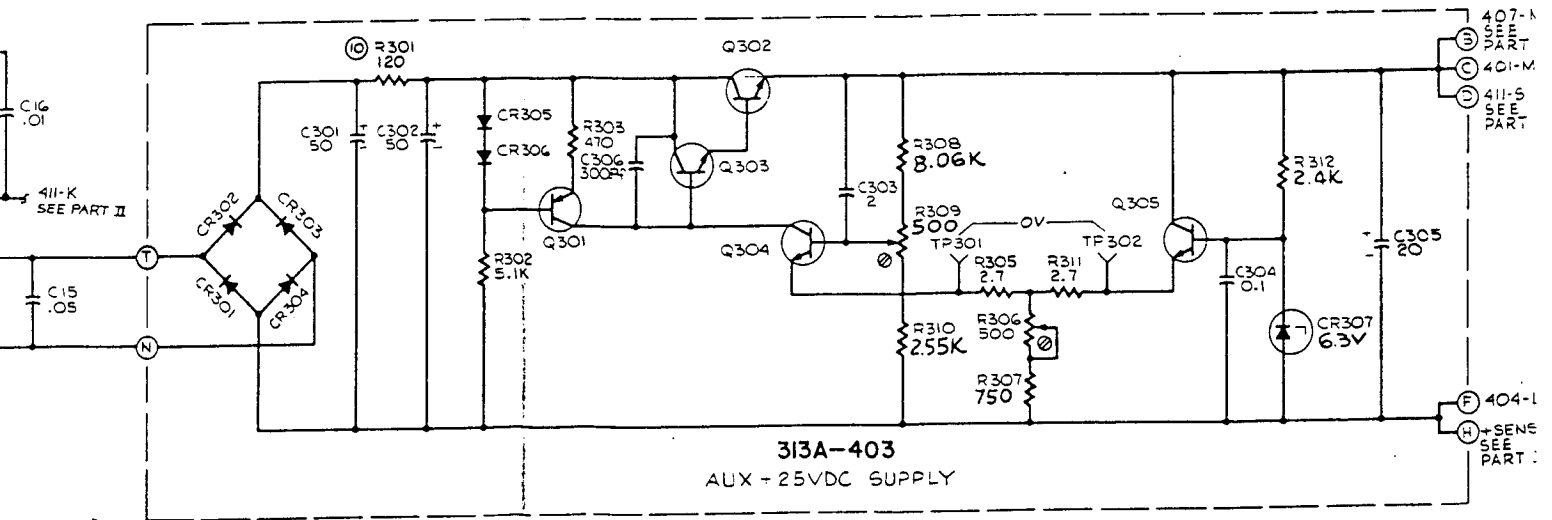 C16
.01
411-K
SEE PART II
C15
.05
T
N
CR302
CR303
CR301
CR304
10
R301
120
C301
50
+
-
C302
50
+
-
CR305
CR306
R302
5.1K
R303
470
C306
300PF
Q301
Q302
Q303
Q304
C303
2
R308
8.06K
R309
500
R310
2.55K
TP301
0V
TP302
R305
2.7
R311
2.7
R306
500
R307
750
Q305
C304
0.1
R312
2.4K
CR307
6.3V
+
-
C305
20
B
407-
SEE
PART
C
401-M
D
411-S
SEE
PART
F
404-
H
+SENS
SEE
PART
313A-403
AUX + 25VDC SUPPLY